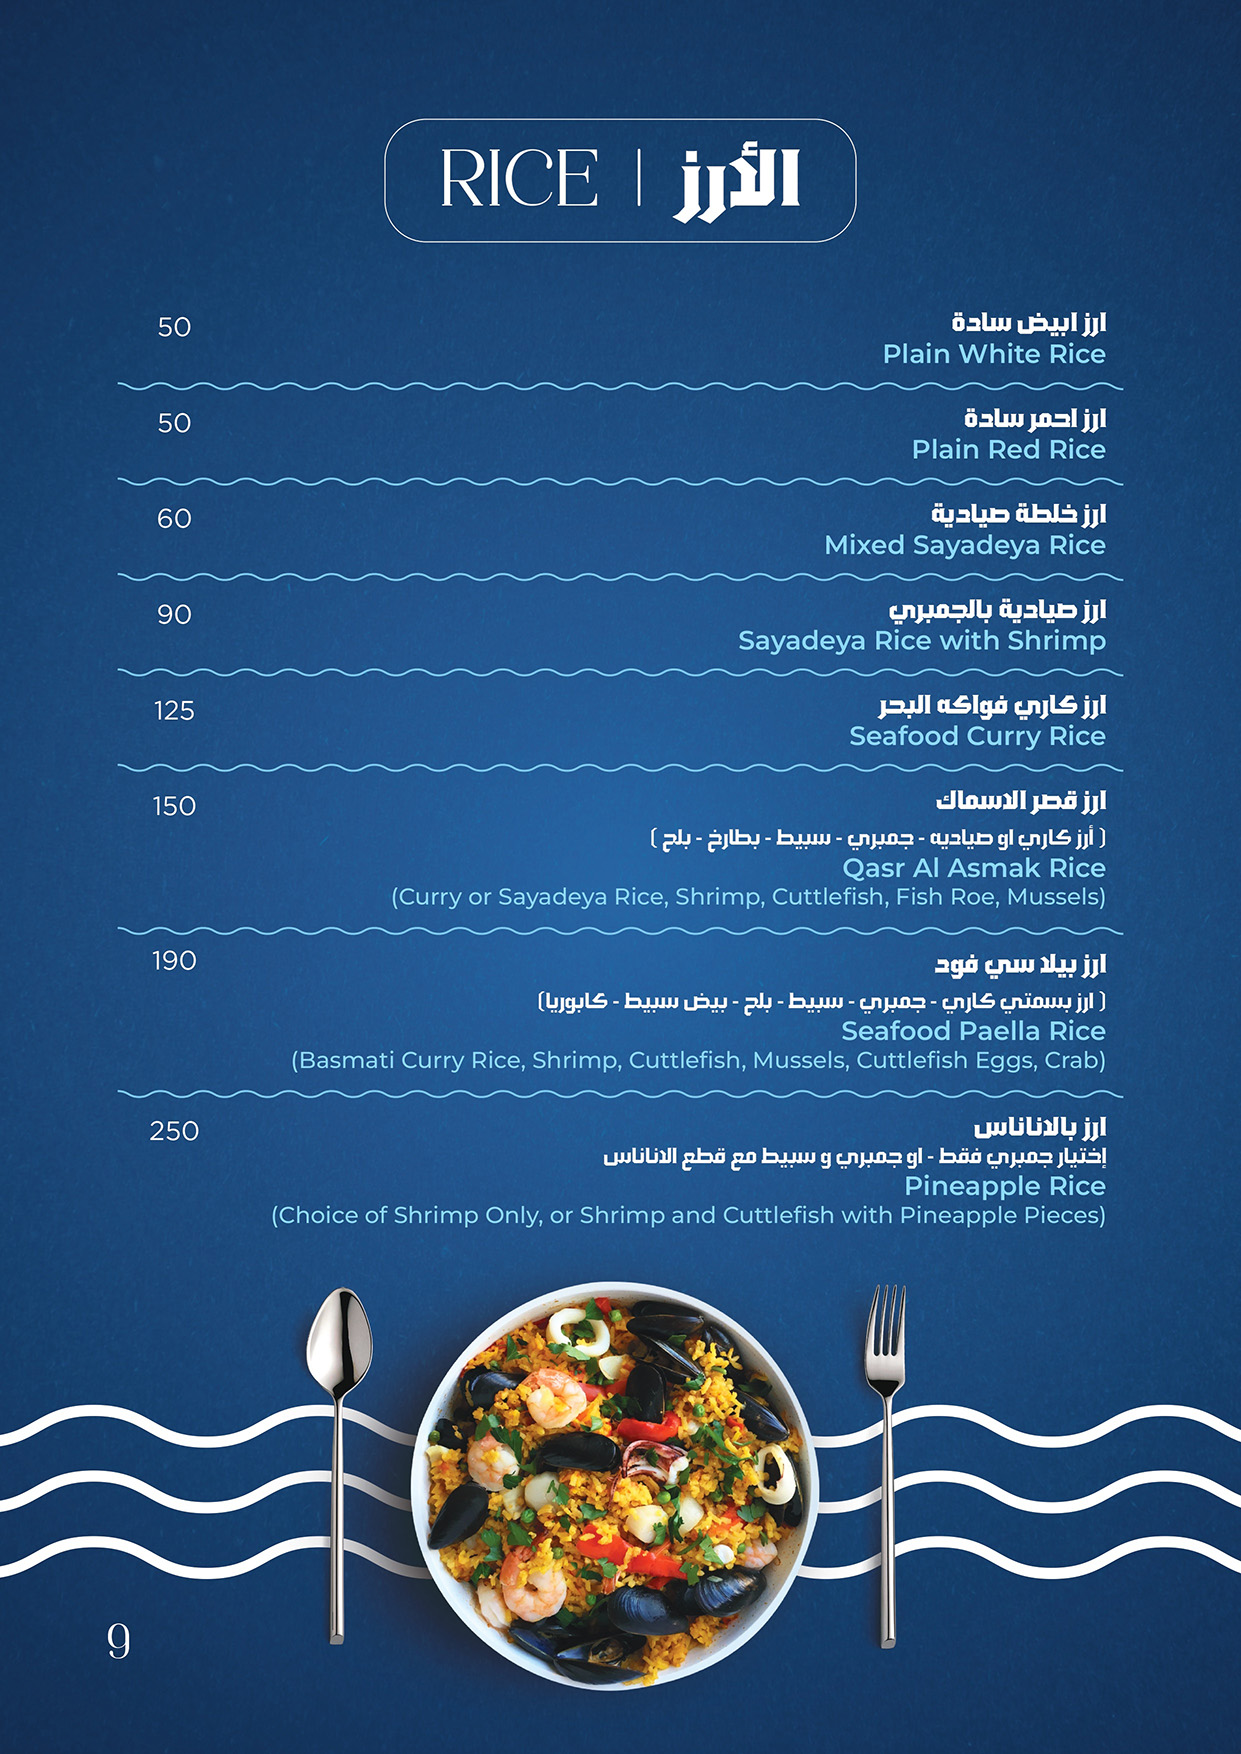 RICE | الأرز
50
ارز ابيض سادة
Plain White Rice
50
ارز احمر سادة
Plain Red Rice
60
ارز خلطة صيادية
Mixed Sayadeya Rice
90
ارز صيادية بالجمبري
Sayadeya Rice with Shrimp
125
ارز كاري فواكه البحر
Seafood Curry Rice
150
ارز قصر الاسماك
( أرز كاري او صياديه - جمبري - سبيط - بطارخ - بلح )
Qasr Al Asmak Rice
(Curry or Sayadeya Rice, Shrimp, Cuttlefish, Fish Roe, Mussels)
190
ارز بيلا سي فود
( ارز بسمتي كاري - جمبري - سبيط - بلح - بيض سبيط - كابوريا)
Seafood Paella Rice
(Basmati Curry Rice, Shrimp, Cuttlefish, Mussels, Cuttlefish Eggs, Crab)
250
ارز بالاناناس
إختيار جمبري فقط - او جمبري و سبيط مع قطع الاناناس
Pineapple Rice
(Choice of Shrimp Only, or Shrimp and Cuttlefish with Pineapple Pieces)
9